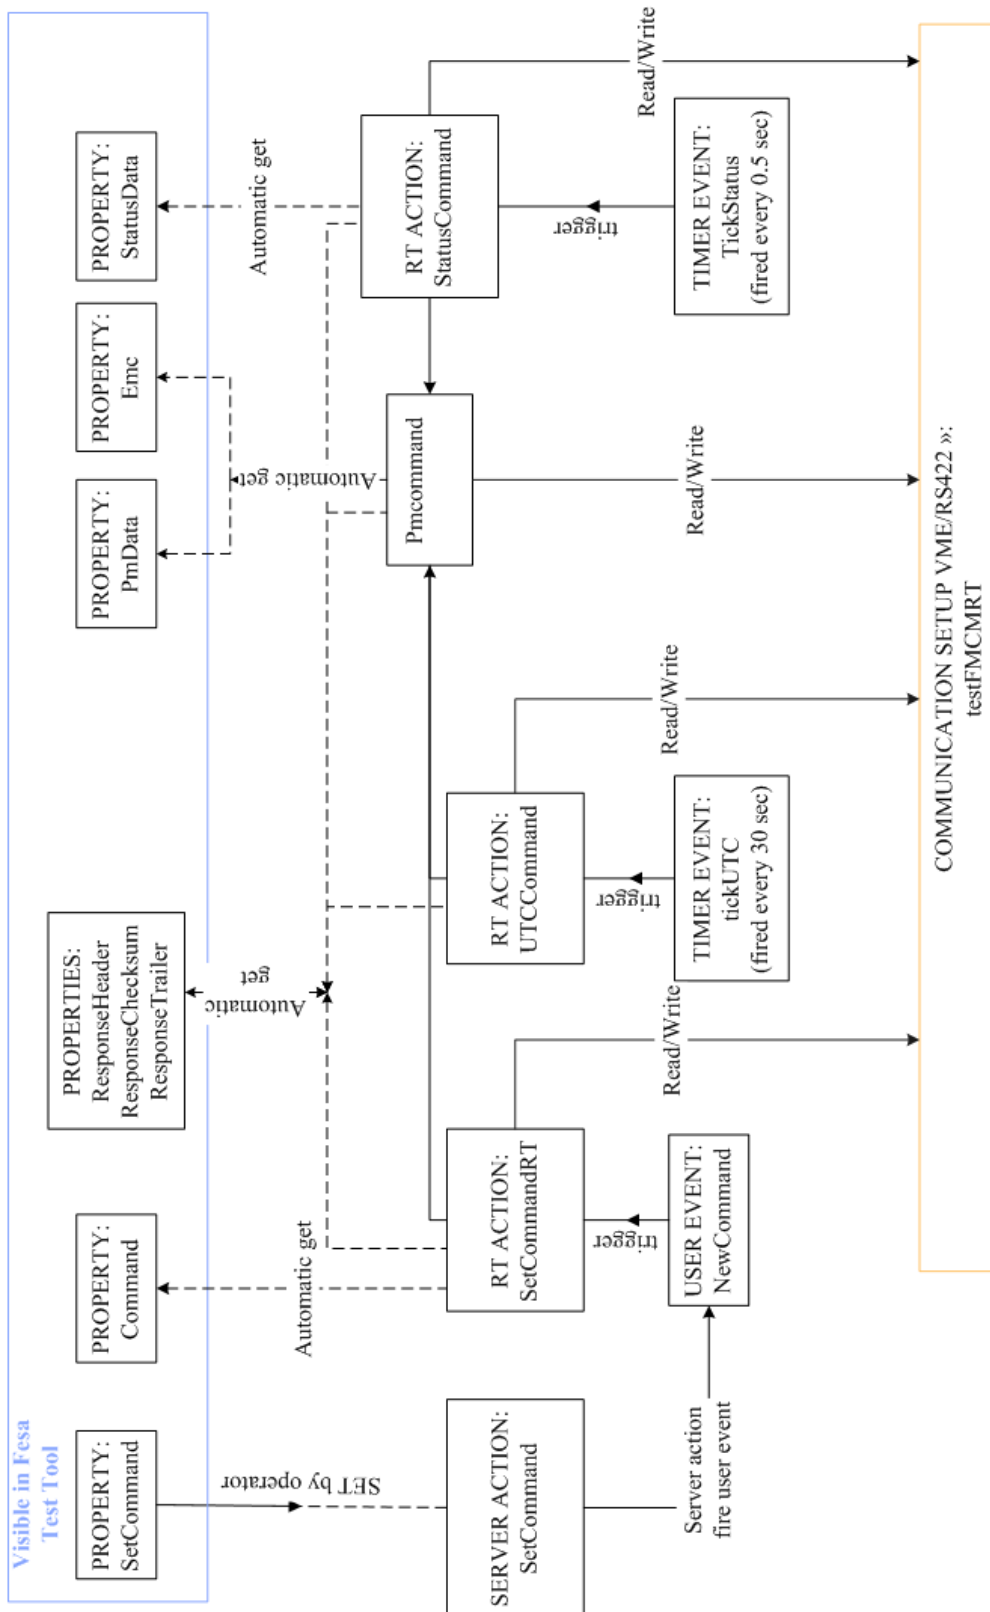 Visible in Fesa
Test Tool
PROPERTY:
SetCommand
PROPERTY:
Command
PROPERTIES:
ResponseHeader
ResponseChecksum
ResponseTrailer
PROPERTY:
PmData
PROPERTY:
Emc
PROPERTY:
StatusData
SET by operator
Automatic get
Automatic
get
Automatic get
Automatic get
SERVER ACTION:
SetCommand
RT ACTION:
SetCommandRT
RT ACTION:
UTCCommand
Pmcommand
RT ACTION:
StatusCommand
Server action
fire user event
trigger
Read/Write
trigger
Read/Write
Read/Write
trigger
Read/Write
USER EVENT:
NewCommand
TIMER EVENT:
tickUTC
(fired every 30 sec)
TIMER EVENT:
TickStatus
(fired every 0.5 sec)
COMMUNICATION SETUP VME/RS422 »:
testFMCMRT